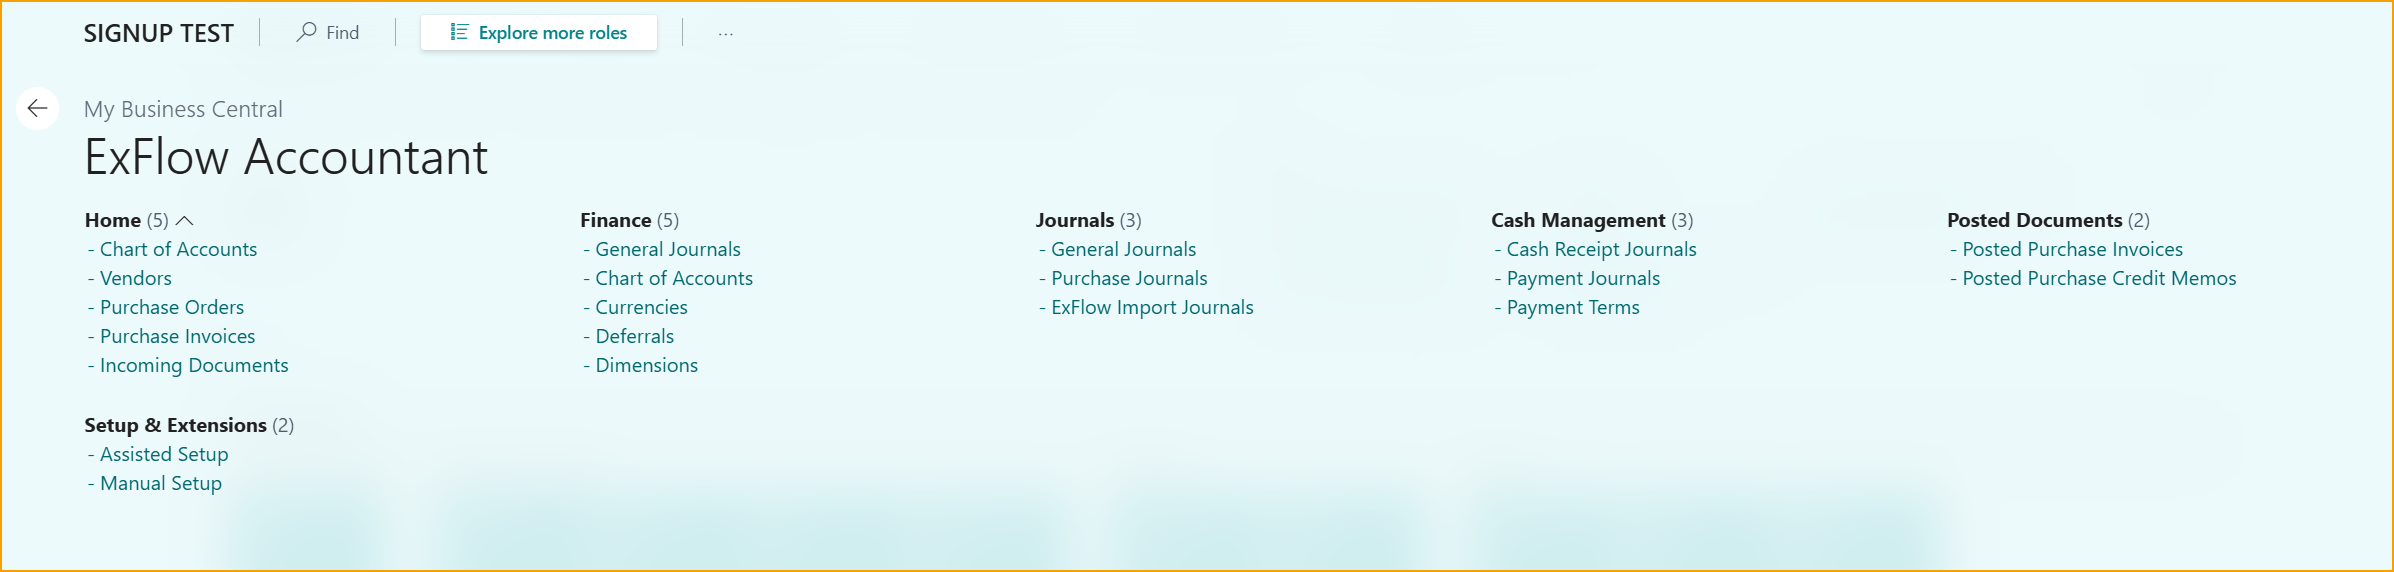 SIGNUP TEST
Find
Explore more roles
...
My Business Central
ExFlow Accountant
Home (5)
- Chart of Accounts
- Vendors
- Purchase Orders
- Purchase Invoices
- Incoming Documents
Finance (5)
- General Journals
- Chart of Accounts
- Currencies
- Deferrals
- Dimensions
Journals (3)
- General Journals
- Purchase Journals
- ExFlow Import Journals
Cash Management (3)
- Cash Receipt Journals
- Payment Journals
- Payment Terms
Posted Documents (2)
- Posted Purchase Invoices
- Posted Purchase Credit Memos
Setup & Extensions (2)
- Assisted Setup
- Manual Setup